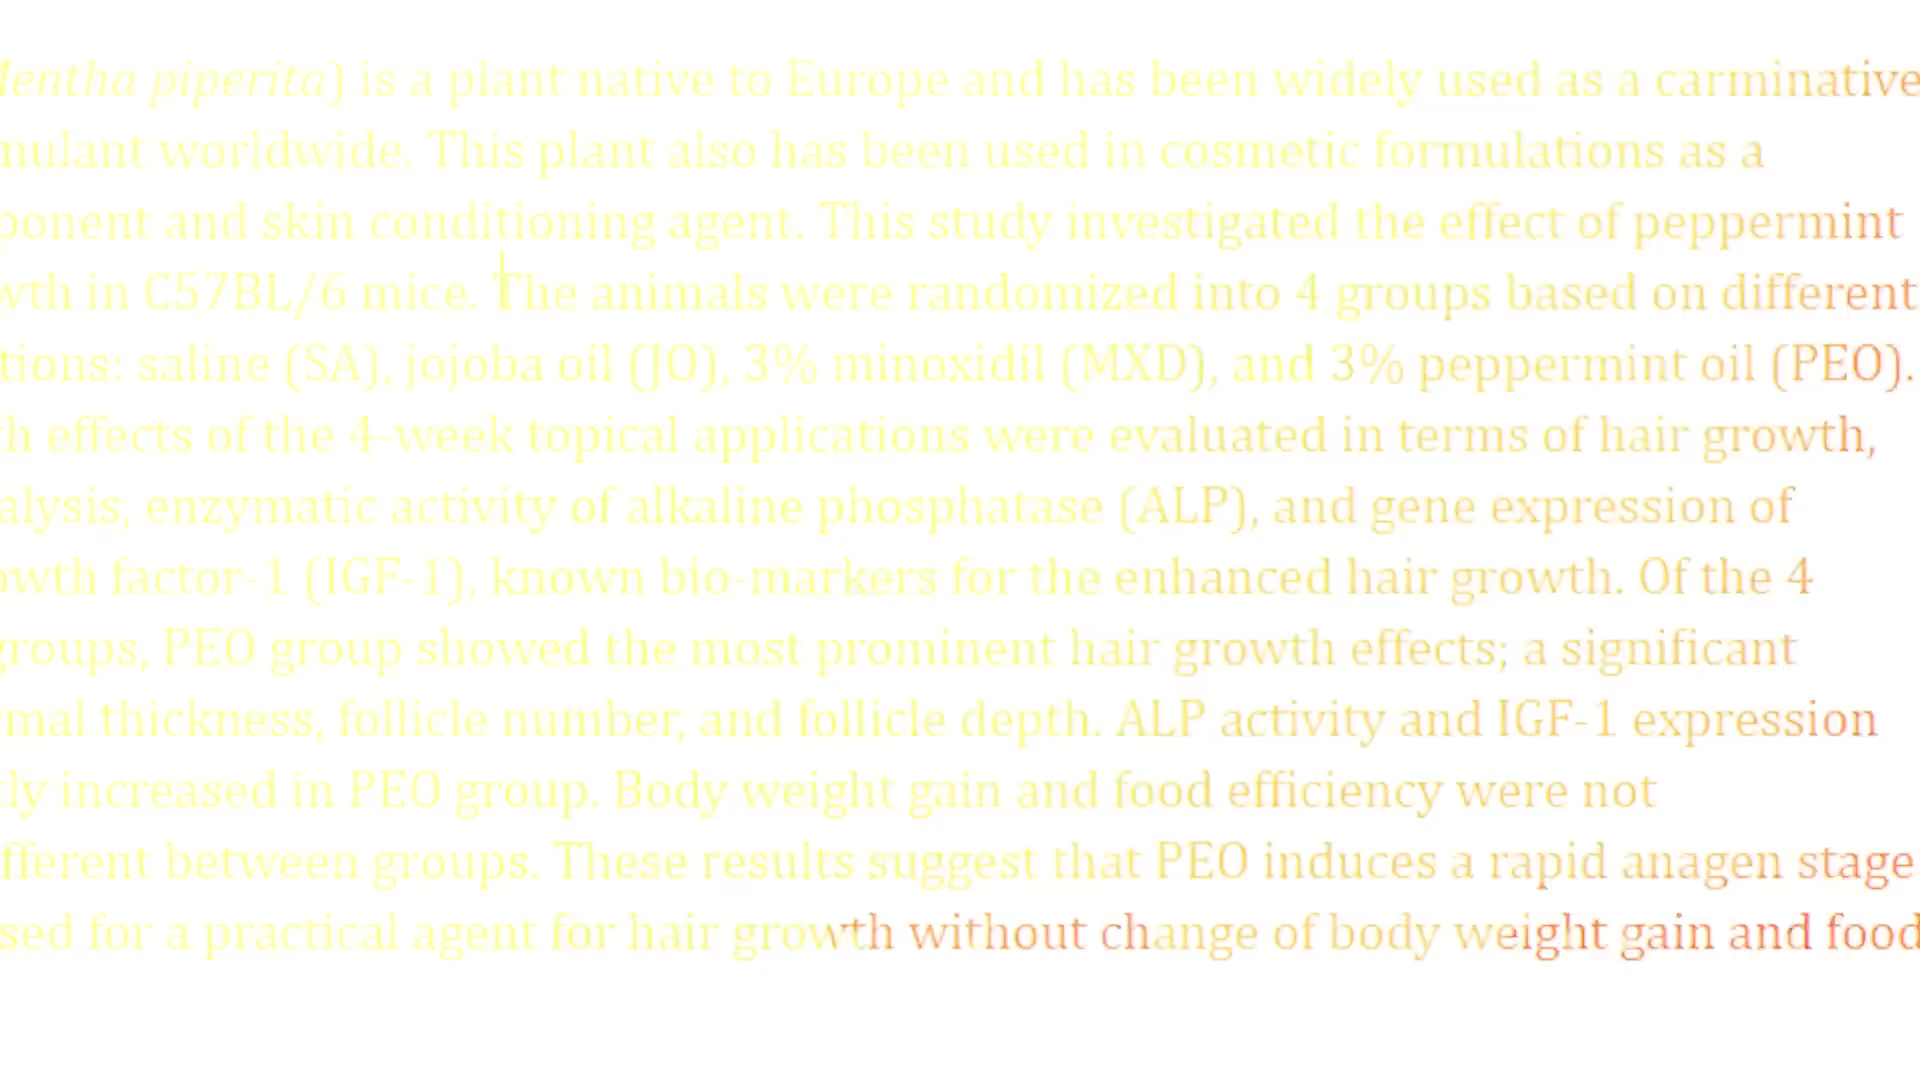 Mentha piperita) is a plant native to Europe and has been widely used as a carminative
mulant worldwide. This plant also has been used in cosmetic formulations as a
ponent and skin conditioning agent. This study investigated the effect of peppermint
wth in C57BL/6 mice. The animals were randomized into 4 groups based on different
tions: saline (SA), jojoba oil (JO), 3% minoxidil (MXD), and 3% peppermint oil (PEO).
h effects of the 4-week topical applications were evaluated in terms of hair growth,
alysis, enzymatic activity of alkaline phosphatase (ALP), and gene expression of
owth factor-1 (IGF-1), known bio-markers for the enhanced hair growth. Of the 4
groups, PEO group showed the most prominent hair growth effects; a significant
mal thickness, follicle number, and follicle depth. ALP activity and IGF-1 expression
tly increased in PEO group. Body weight gain and food efficiency were not
fferent between groups. These results suggest that PEO induces a rapid anagen stage
sed for a practical agent for hair growth without change of body weight gain and food